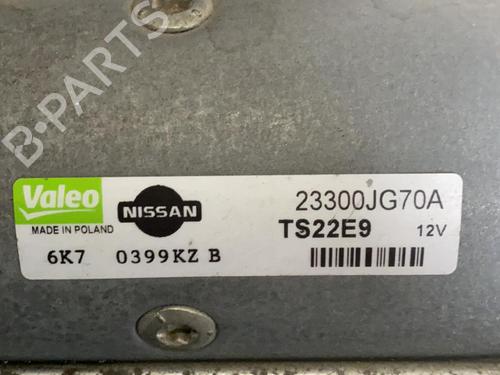 B-PARTS
Valeo
NISSAN
23300JG70A
MADE IN POLAND
TS22E9 12V
6K7 0399KZ B